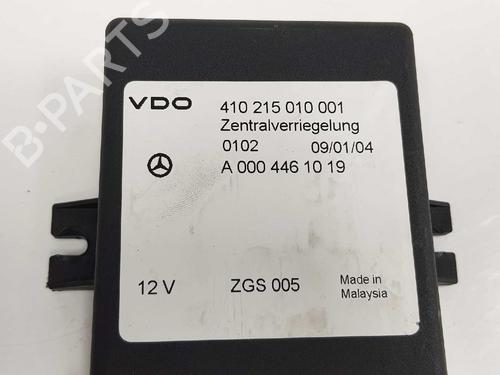 B-PARTS
VDO 410 215 010 001
Zentralverriegelung
0102 09/01/04
A 000 446 10 19
12 V ZGS 005 Made in
Malaysia